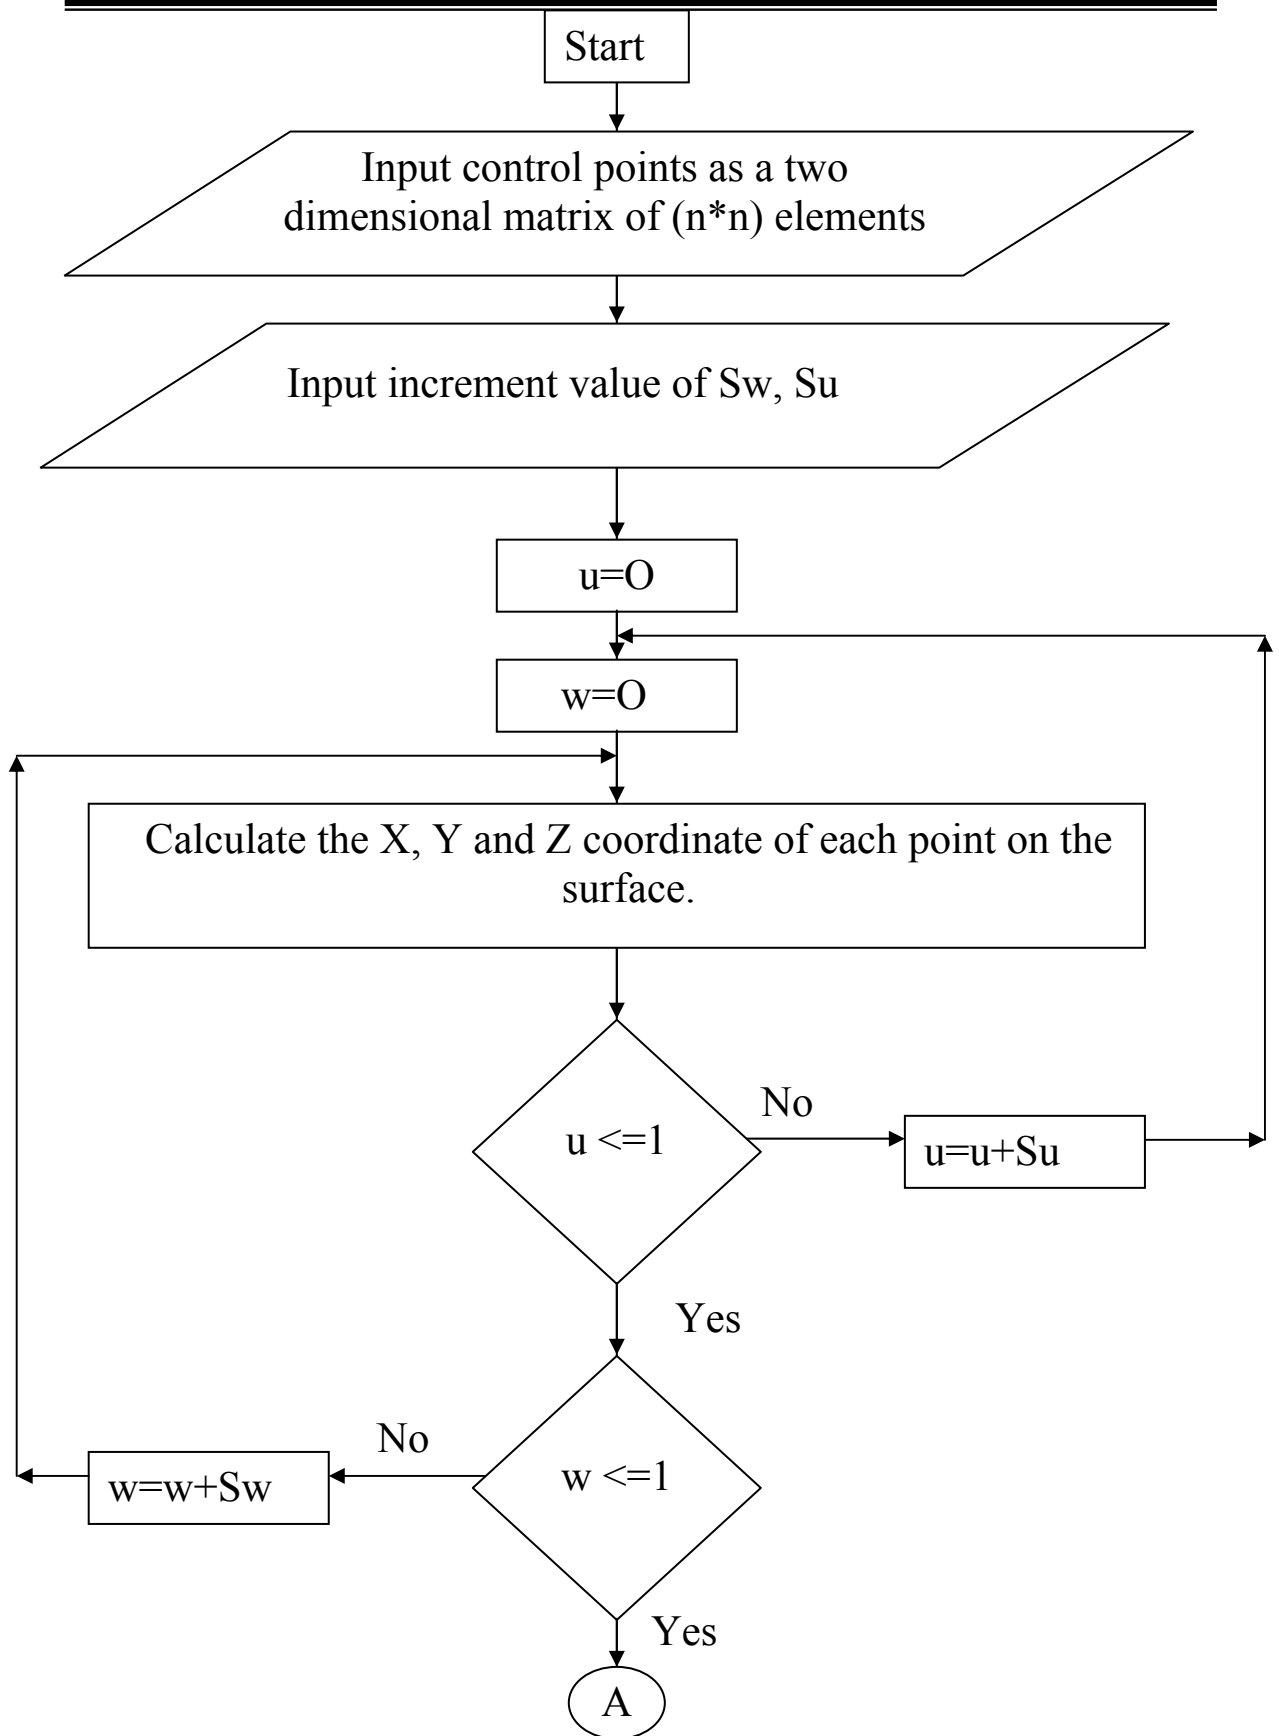 Start
Input control points as a two
dimensional matrix of (n*n) elements
Input increment value of Sw, Su
u=O
w=O
Calculate the X, Y and Z coordinate of each point on the
surface.
No
u <=1
u=u+Su
Yes
No
w <=1
w=w+Sw
Yes
A